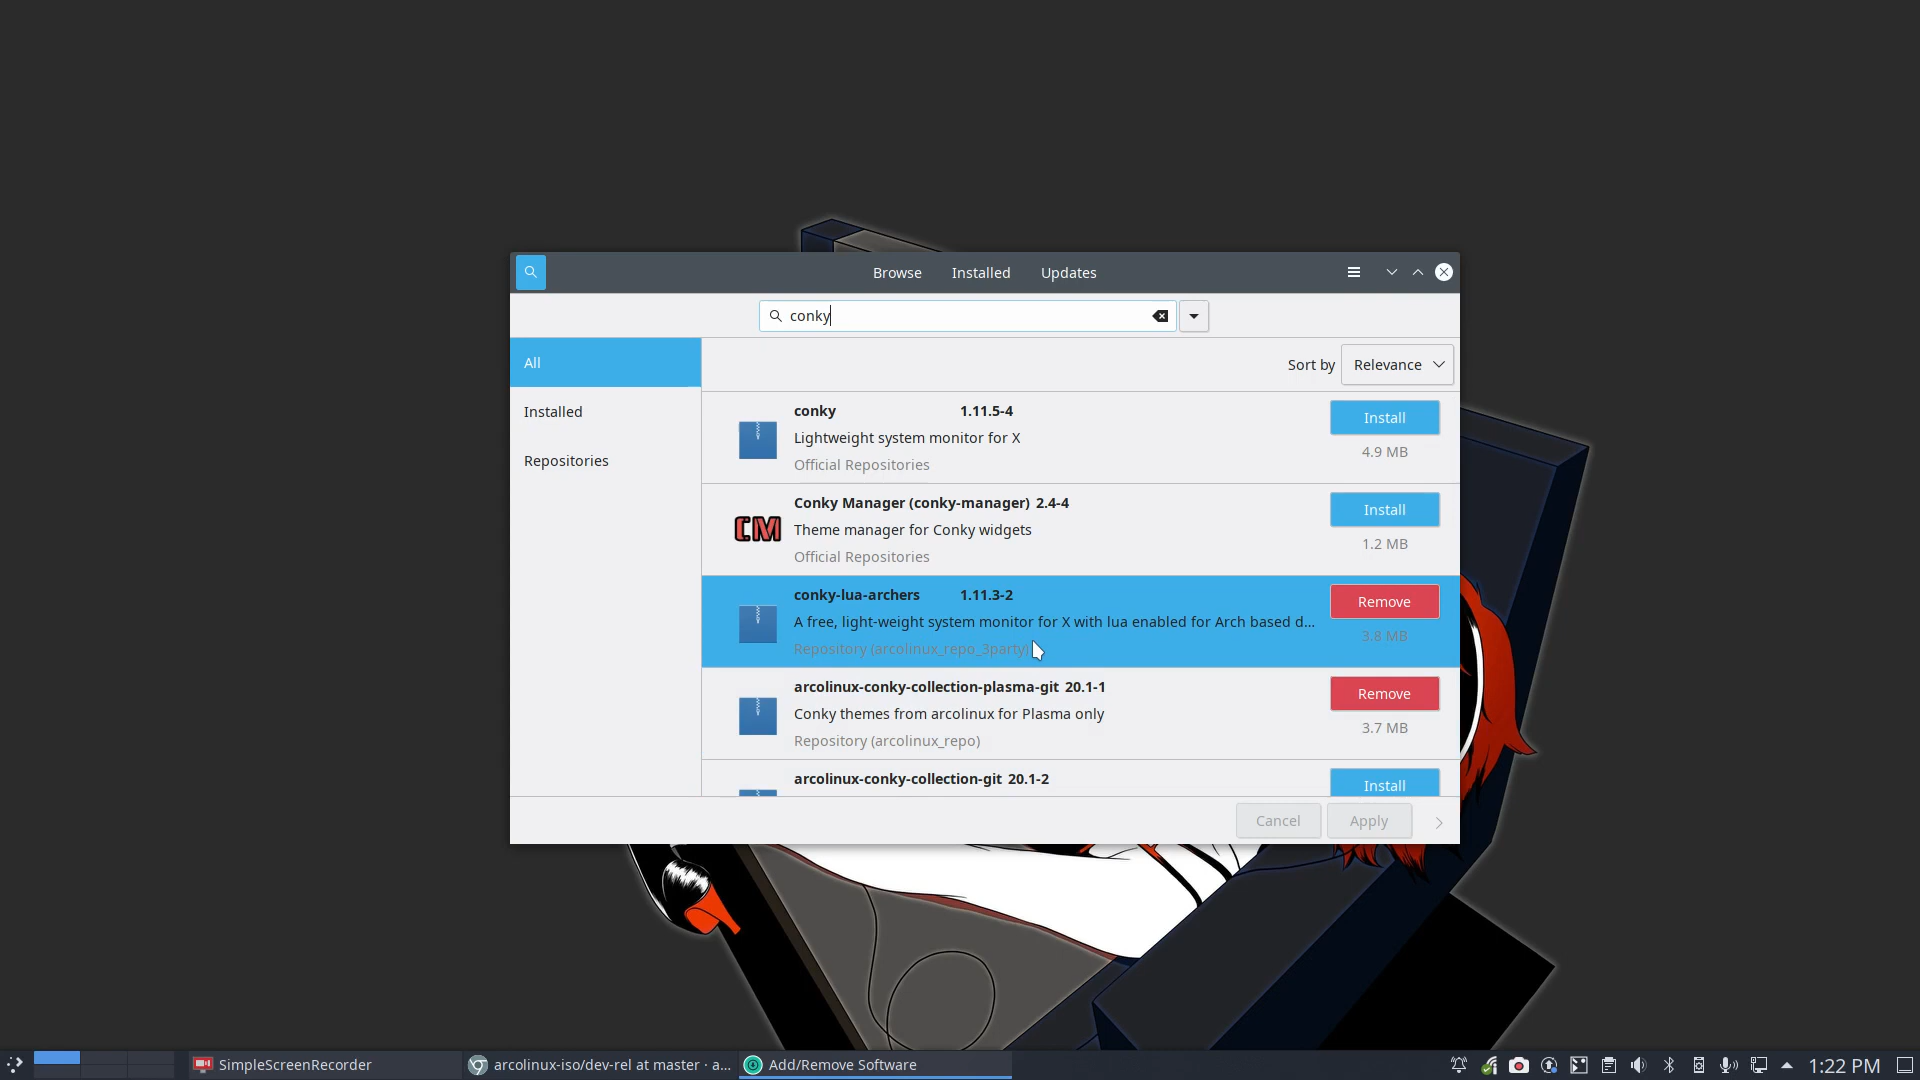 Browse Installed Updates
conky
All
Installed
Repositories
Sort by Relevance
conky 1.11.5-4
Lightweight system monitor for X
Official Repositories
Install
4.9 MB
Conky Manager (conky-manager) 2.4-4
Theme manager for Conky widgets
Official Repositories
CM
Install
1.2 MB
conky-lua-archers 1.11.3-2
A free, light-weight system monitor for X with lua enabled for Arch based d...
Repository (arcolinux_repo_3party)
Remove
3.8 MB
arcolinux-conky-collection-plasma-git 20.1-1
Conky themes from arcolinux for Plasma only
Repository (arcolinux_repo)
Remove
3.7 MB
arcolinux-conky-collection-git 20.1-2
Install
Cancel Apply
SimpleScreenRecorder
arcolinux-iso/dev-rel at master · a...
Add/Remove Software
1:22 PM